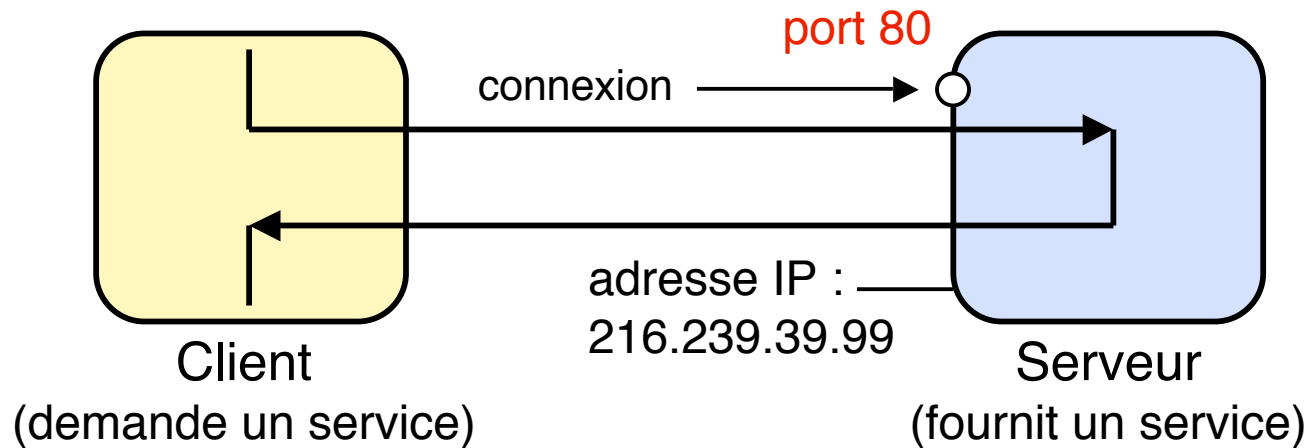 port 80
connexion
adresse IP :
216.239.39.99
Client
(demande un service)
Serveur
(fournit un service)